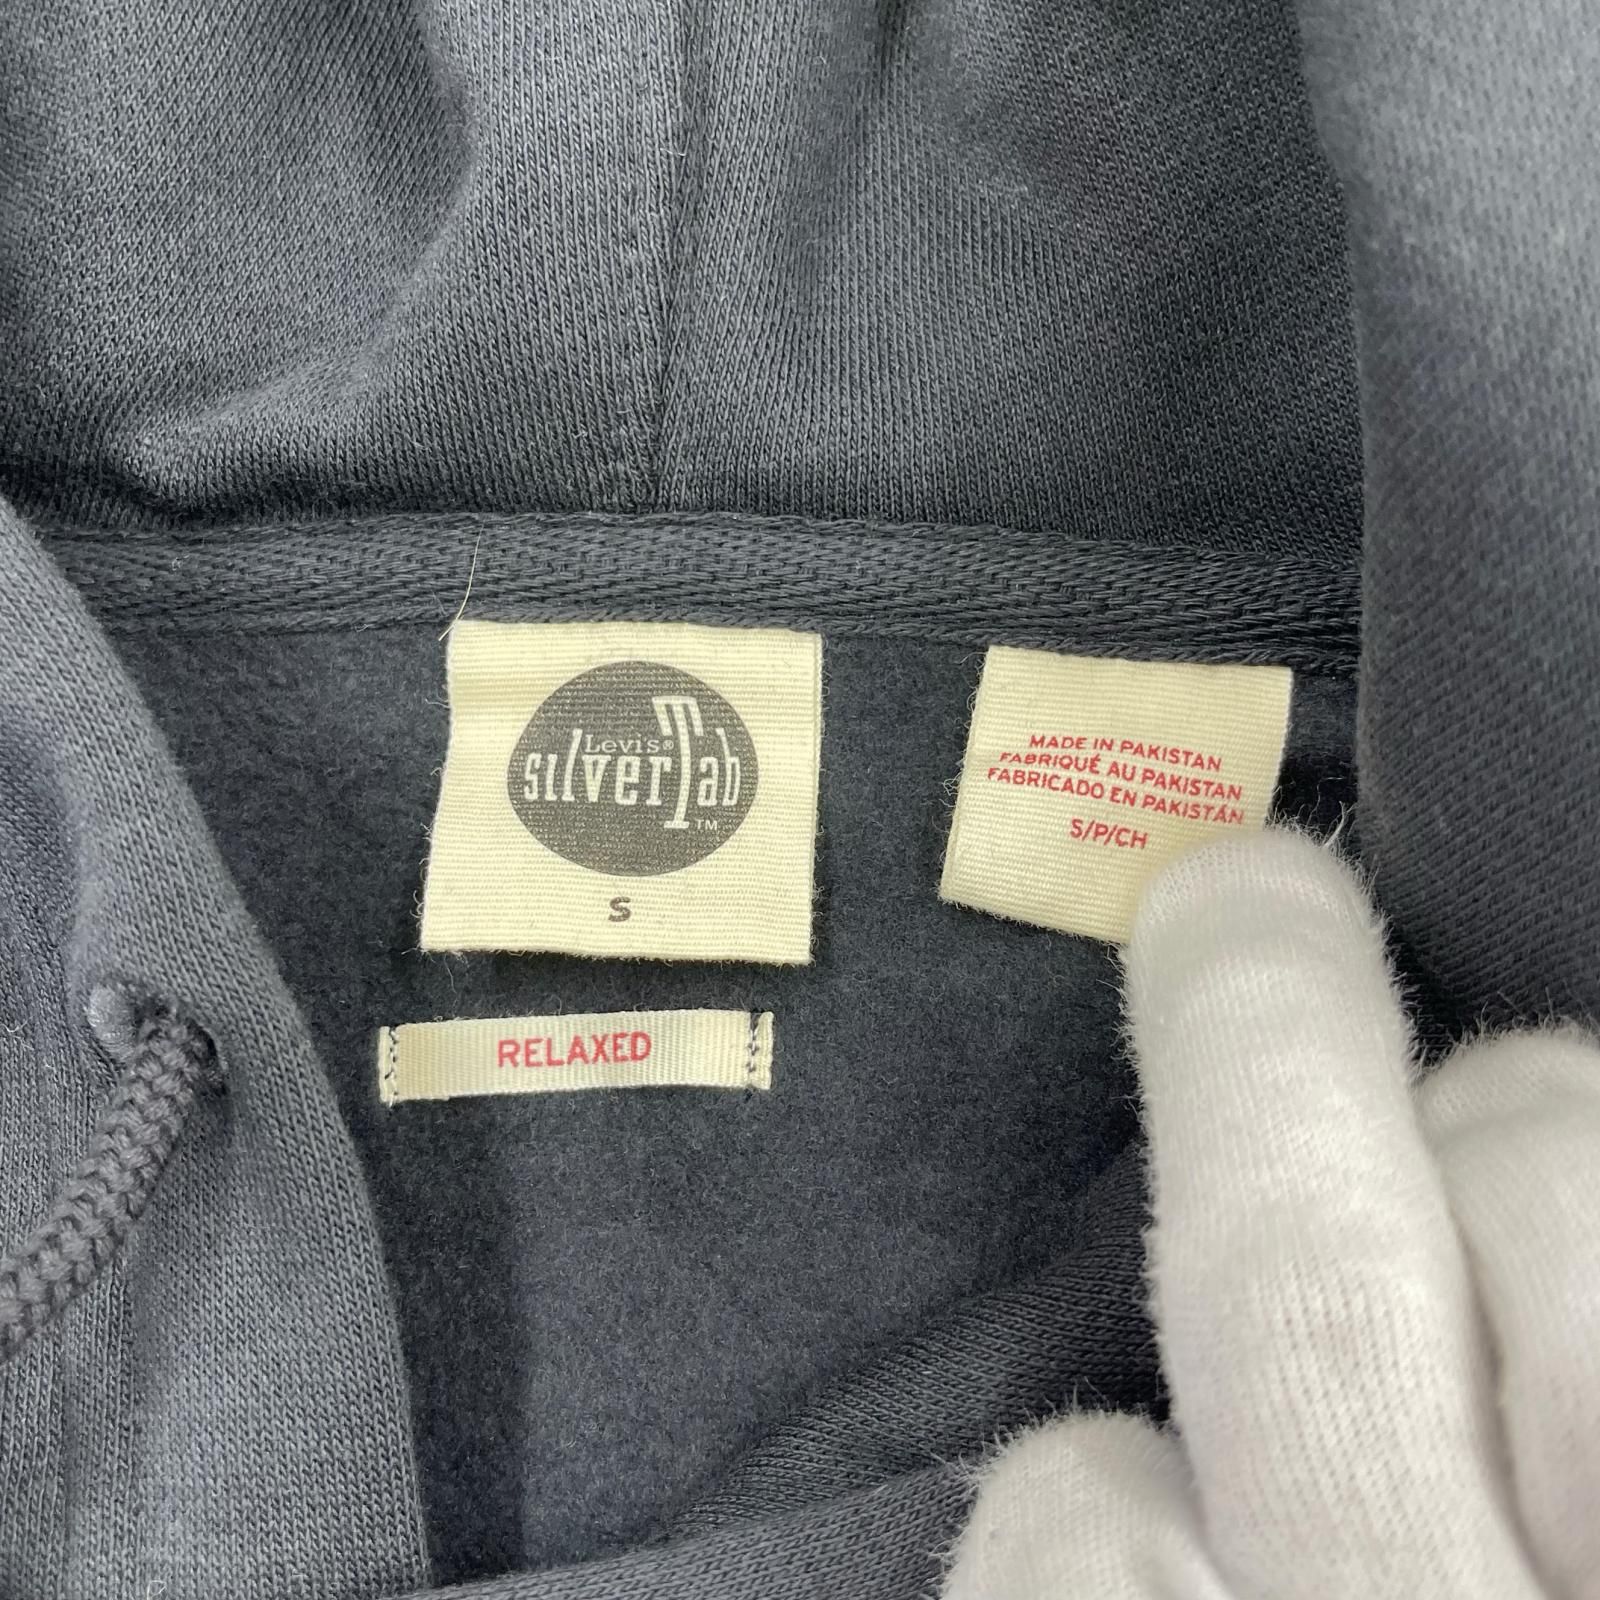 Levi's®
silverTab
TM
S
RELAXED
MADE IN PAKISTAN
FABRIQUÉ AU PAKISTAN
FABRICADO EN PAKISTÁN
S/P/CH